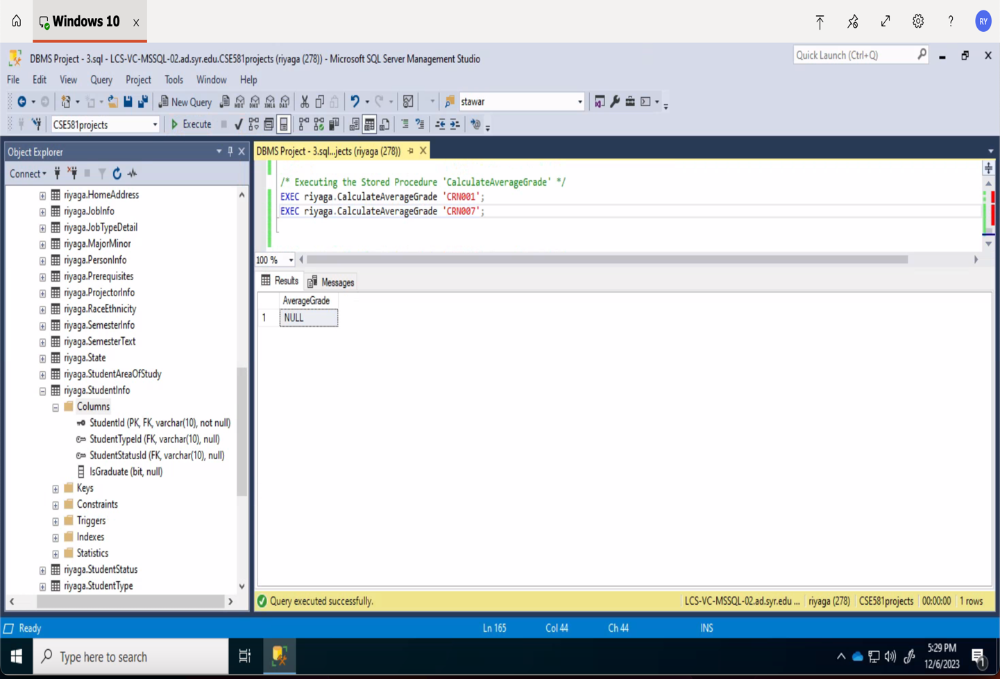 Windows 10
RY
DBMS Project - 3.sql - LCS-VC-MSSQL-02.ad.syr.edu.CSE581projects (riyaga (278)) - Microsoft SQL Server Management Studio
Quick Launch (Ctrl+Q)
File Edit View Query Project Tools Window Help
New Query MDX DMX XMLA DAX stawar
CSE581projects Execute
Object Explorer
DBMS Project - 3.sql...jects (riyaga (278))
Connect
riyaga.HomeAddress
riyaga.JobInfo
riyaga.JobTypeDetail
riyaga.MajorMinor
riyaga.PersonInfo
riyaga.Prerequisites
riyaga.ProjectorInfo
riyaga.RaceEthnicity
riyaga.SemesterInfo
riyaga.SemesterText
riyaga.State
riyaga.StudentAreaOfStudy
riyaga.StudentInfo
Columns
StudentId (PK, FK, varchar(10), not null)
StudentTypeId (FK, varchar(10), null)
StudentStatusId (FK, varchar(10), null)
IsGraduate (bit, null)
Keys
Constraints
Triggers
Indexes
Statistics
riyaga.StudentStatus
riyaga.StudentType
/* Executing the Stored Procedure 'CalculateAverageGrade' */
EXEC riyaga.CalculateAverageGrade 'CRN001';
EXEC riyaga.CalculateAverageGrade 'CRN007';
100 %
Results Messages
AverageGrade
1 NULL
Query executed successfully.
LCS-VC-MSSQL-02.ad.syr.edu ... riyaga (278) CSE581projects 00:00:00 1 rows
Ready Ln 165 Col 44 Ch 44 INS
Type here to search
5:29 PM
12/6/2023
1